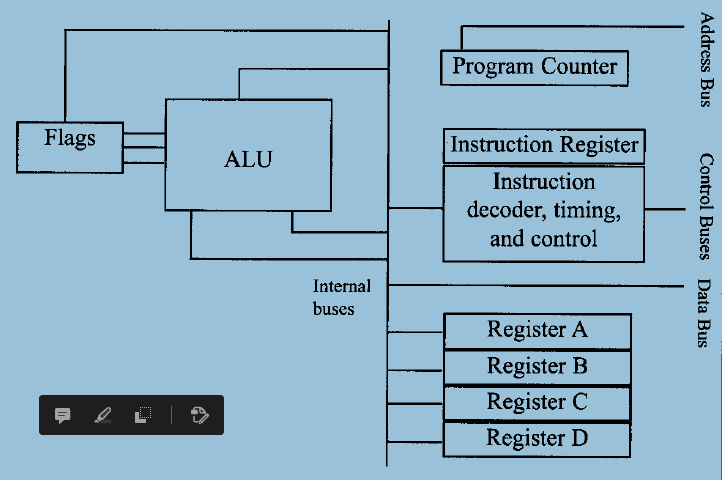 Address Bus
Program Counter
Flags
ALU
Instruction Register
Instruction
decoder, timing,
and control
Control Buses
Internal
buses
Data Bus
Register A
Register B
Register C
Register D